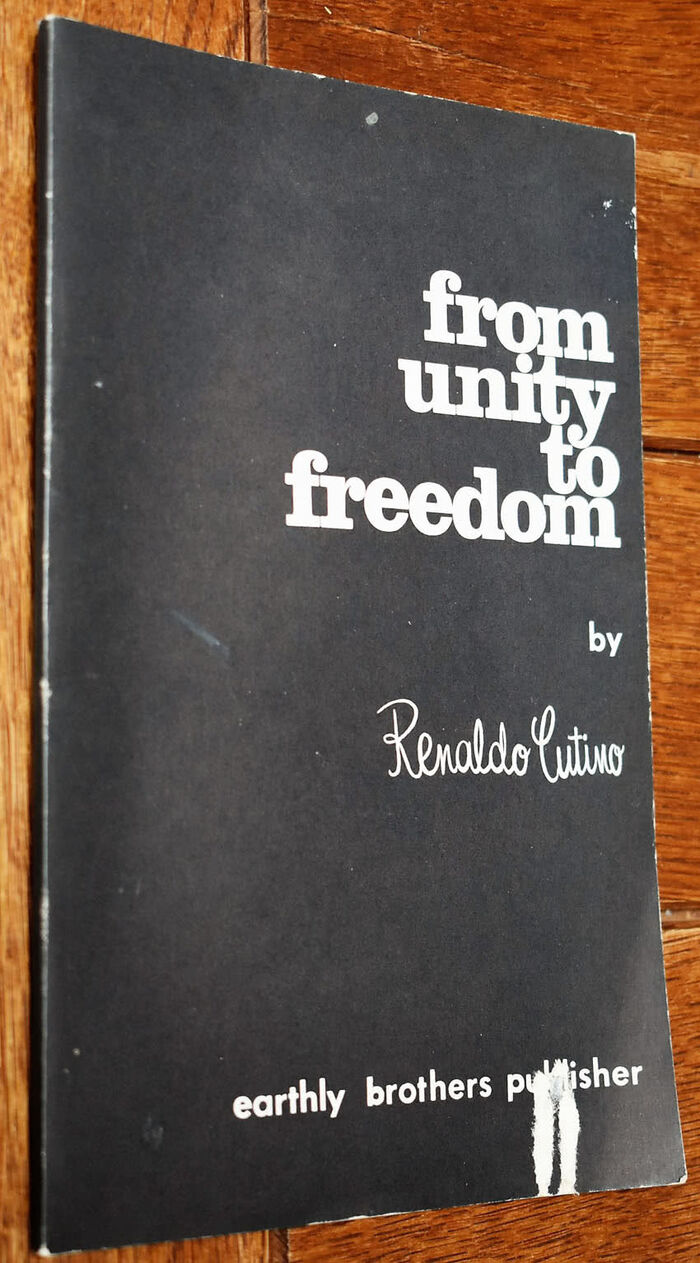 from
unity
to
freedom
by
Renaldo Cutino
earthly brothers publisher